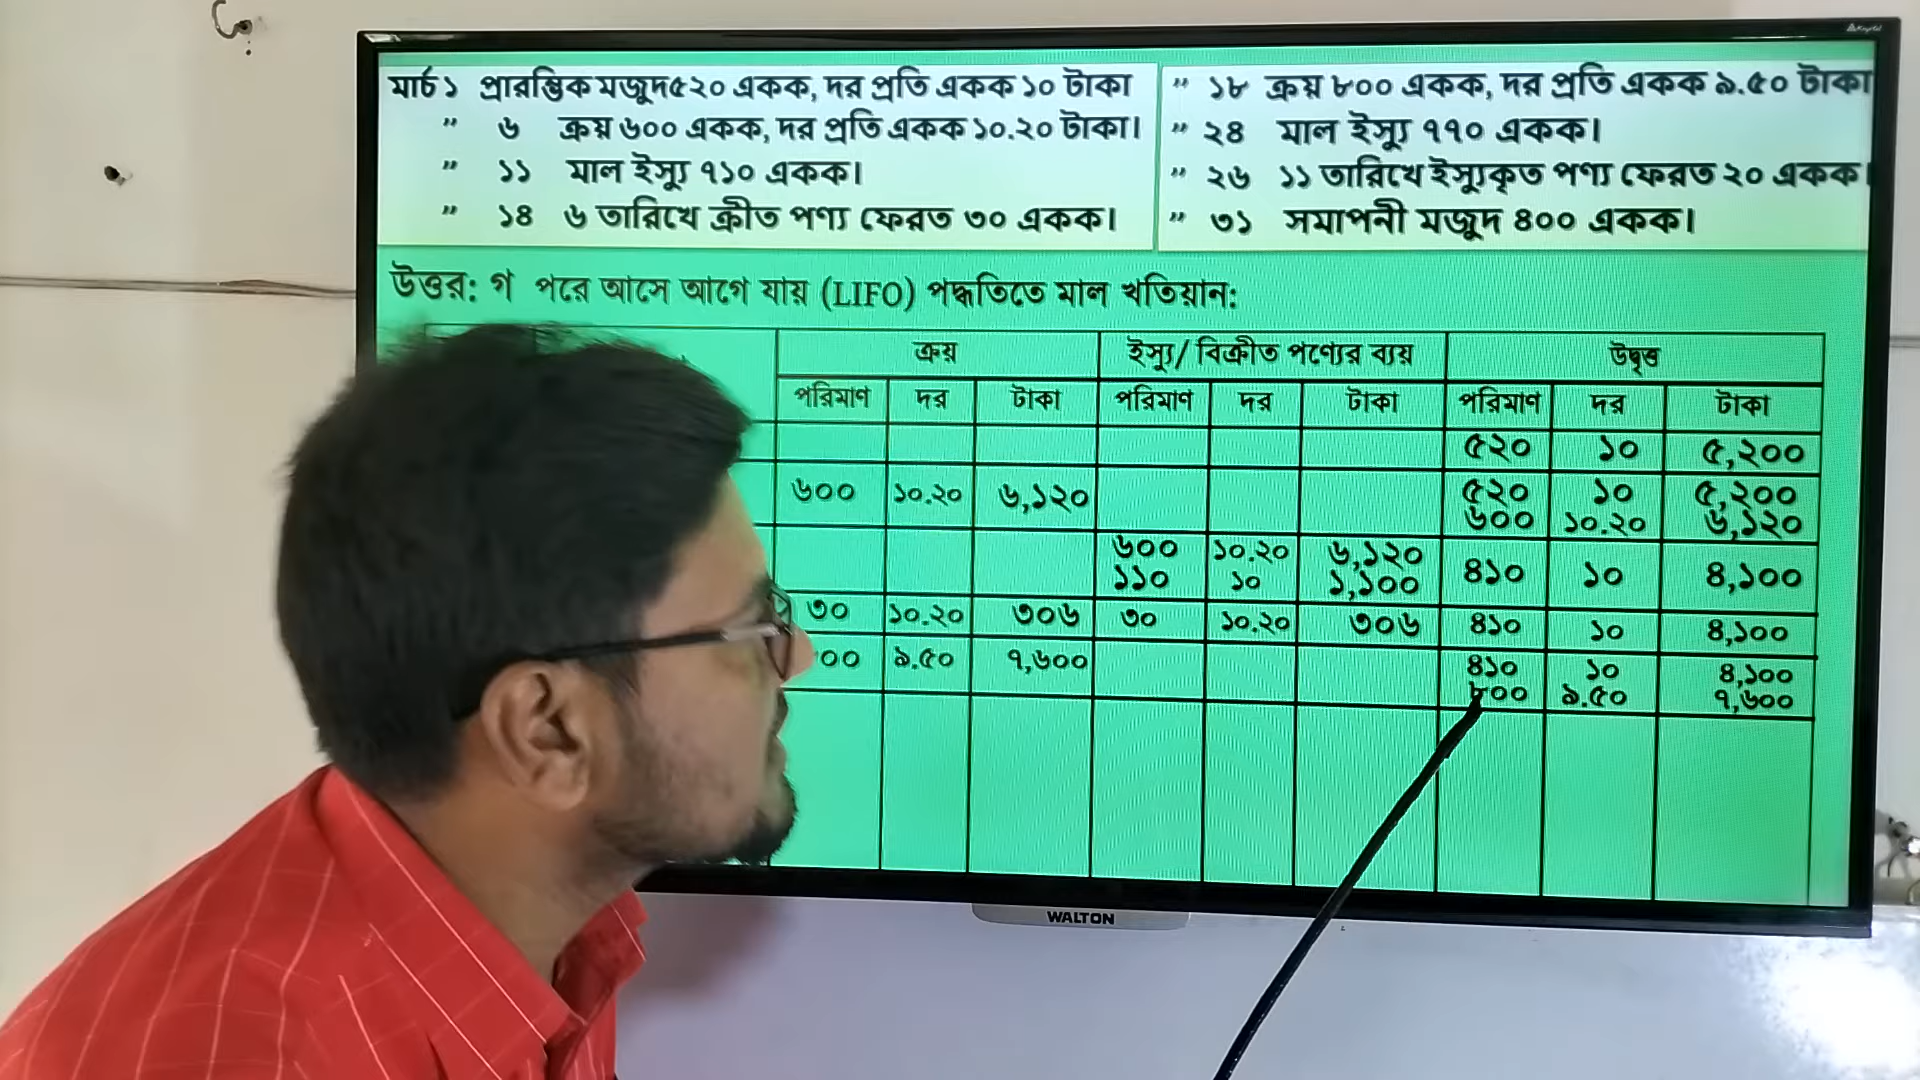 মার্চ ১ প্রারম্ভিক মজুদ৫২০ একক, দর প্রতি একক ১০ টাকা
” ৬ ক্রয় ৬০০ একক, দর প্রতি একক ১০.২০ টাকা।
” ১১ মাল ইস্যু ৭১০ একক।
” ১৪ ৬ তারিখে ক্রীত পণ্য ফেরত ৩০ একক।
” ১৮ ক্রয় ৮০০ একক, দর প্রতি একক ৯.৫০ টাকা
” ২৪ মাল ইস্যু ৭৭০ একক।
” ২৬ ১১ তারিখে ইস্যুকৃত পণ্য ফেরত ২০ একক।
” ৩১ সমাপনী মজুদ ৪০০ একক।
উত্তর: গ পরে আসে আগে যায় (LIFO) পদ্ধতিতে মাল খতিয়ান:
ক্রয় ইস্যু/ বিক্রীত পণ্যের ব্যয় উদ্বৃত্ত
পরিমাণ দর টাকা পরিমাণ দর টাকা পরিমাণ দর টাকা
৫২০ ১০ ৫,২০০
৬০০ ১০.২০ ৬,১২০ ৫২০ ১০ ৫,২০০
৬০০ ১০.২০ ৬,১২০
৬০০ ১০.২০ ৬,১২০ ৪১০ ১০ ৪,১০০
১১০ ১০ ১,১০০
৩০ ১০.২০ ৩০৬ ৩০ ১০.২০ ৩০৬ ৪১০ ১০ ৪,১০০
০০ ৯.৫০ ৭,৬০০ ৪১০ ১০ ৪,১০০
৮০০ ৯.৫০ ৭,৬০০
WALTON